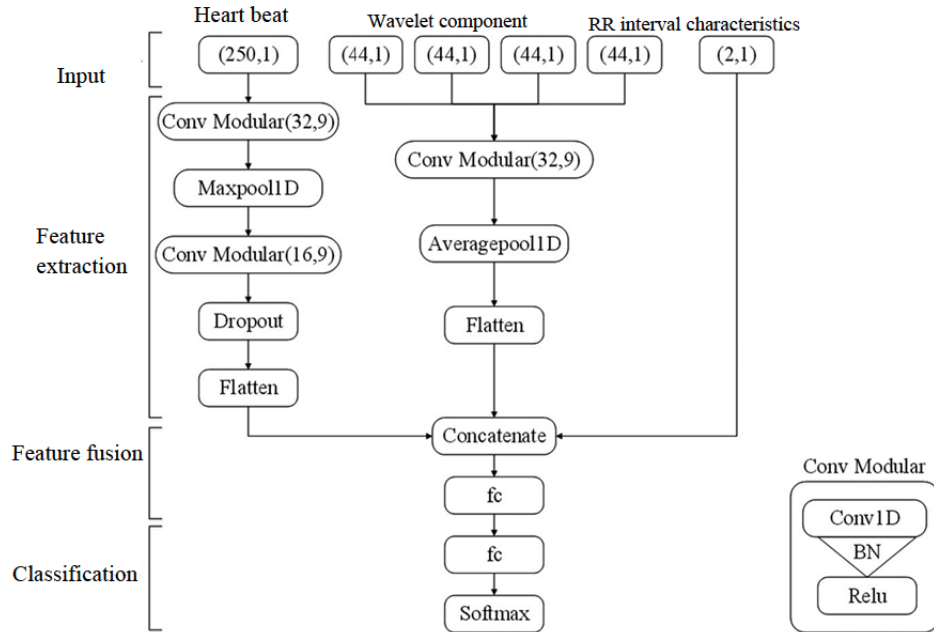 Heart beat
Wavelet component
RR interval characteristics
Input
(250,1)
(44,1)
(44,1)
(44,1)
(44,1)
(2,1)
Feature
extraction
Conv Modular(32,9)
Maxpool1D
Conv Modular(16,9)
Dropout
Flatten
Conv Modular(32,9)
Averagepool1D
Flatten
Feature fusion
Concatenate
fc
Classification
fc
Softmax
Conv Modular
Conv1D
BN
Relu